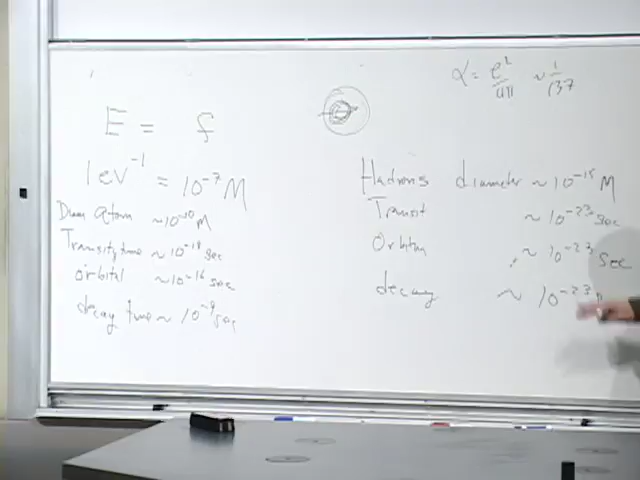 α = e²/4π ~ 1/137
E = f
1 ev⁻¹ = 10⁻⁷ M
Diam atom ~10⁻¹⁰ M
Transit time ~ 10⁻¹⁸ sec
orbital ~10⁻¹⁶ sec
decay time ~ 10⁻⁹ sec
Hadrons diameter ~ 10⁻¹⁵ M
Transit ~ 10⁻²³ sec
Orbital ~ 10⁻²³ sec
decay ~ 10⁻²³